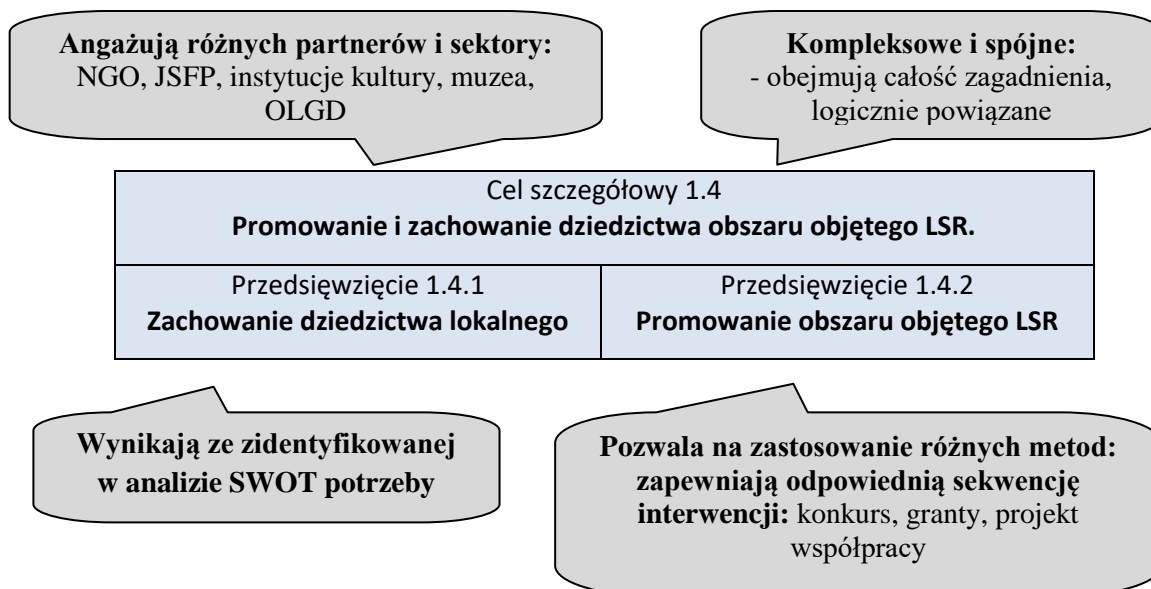 Angażują różnych partnerów i sektory:
NGO, JSFP, instytucje kultury, muzea,
OLGD
Kompleksowe i spójne:
- obejmują całość zagadnienia,
logicznie powiązane
Cel szczegółowy 1.4
Promowanie i zachowanie dziedzictwa obszaru objętego LSR.
Przedsięwzięcie 1.4.1
Zachowanie dziedzictwa lokalnego
Przedsięwzięcie 1.4.2
Promowanie obszaru objętego LSR
Wynikają ze zidentyfikowanej
w analizie SWOT potrzeby
Pozwala na zastosowanie różnych metod:
zapewniają odpowiednią sekwencję
interwencji: konkurs, granty, projekt
współpracy